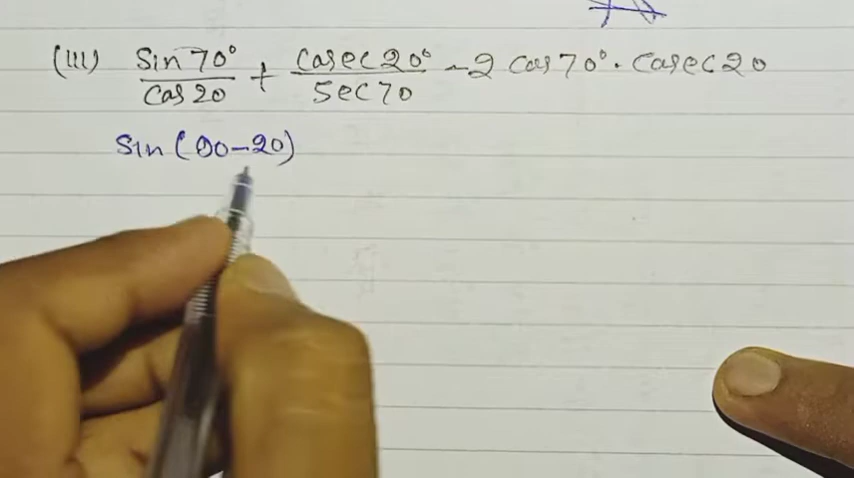 (iii) Sin 70° / Cos 20 + Cosec 20° / Sec 70 - 2 Cos 70° . Cosec 20
Sin (90-20)